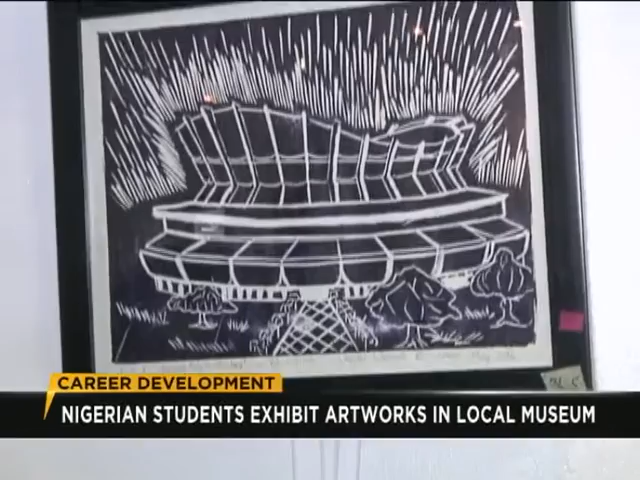 CAREER DEVELOPMENT
NIGERIAN STUDENTS EXHIBIT ARTWORKS IN LOCAL MUSEUM